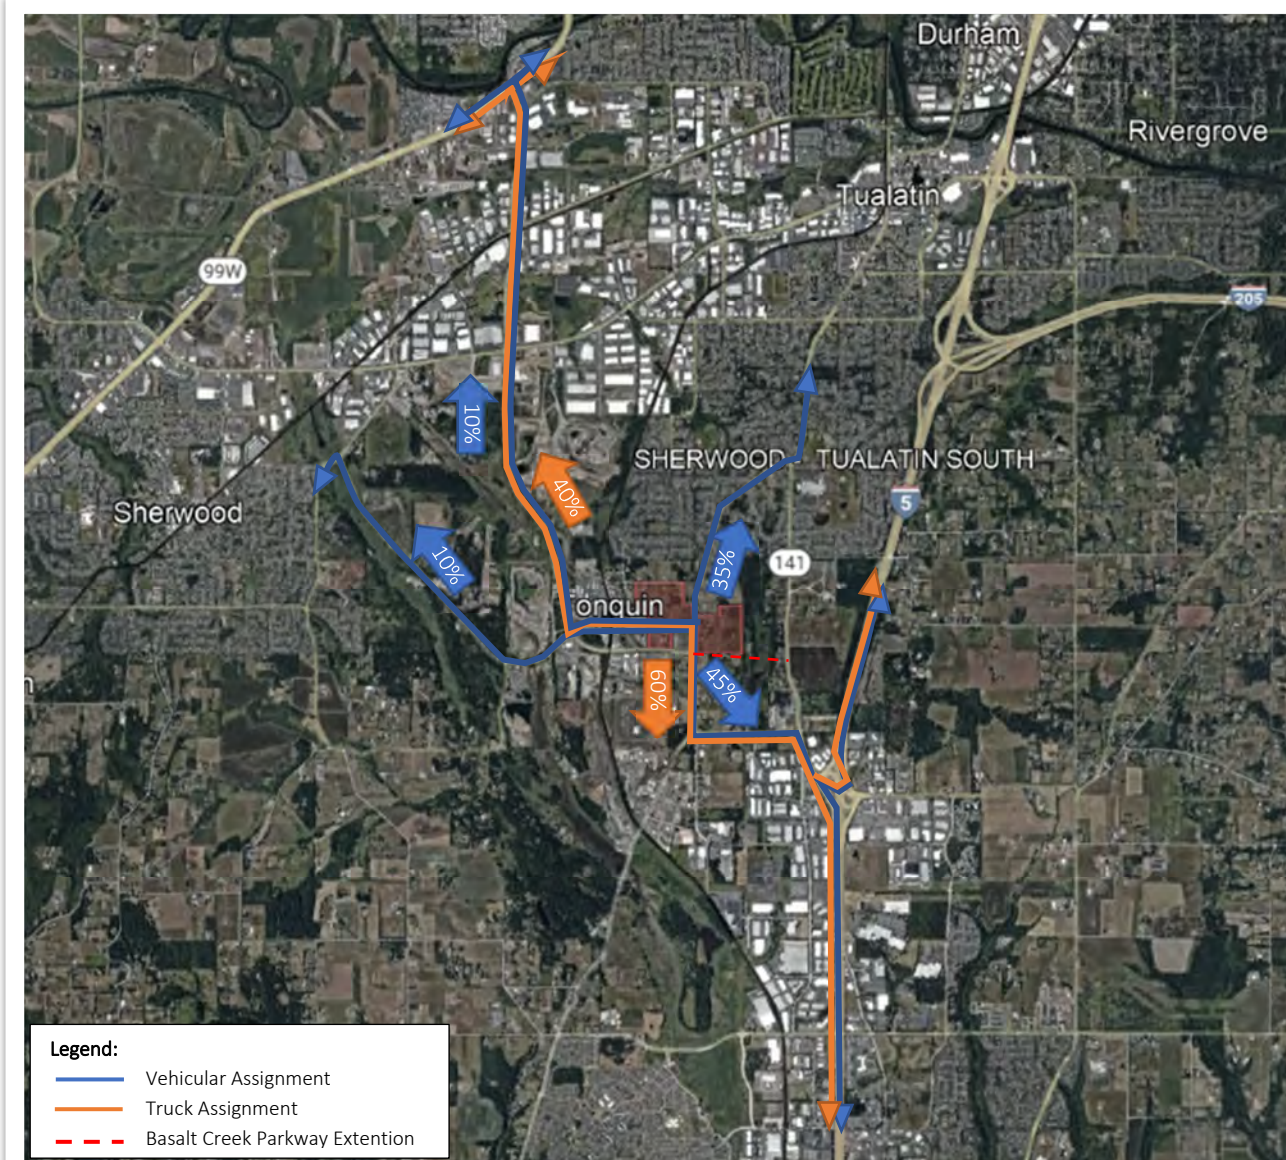 Durham
Rivergrove
Tualatin
99W
205
10%
SHERWOOD - TUALATIN SOUTH
40%
5
Sherwood
10%
35%
141
onquin
n
60%
45%
Legend:
Vehicular Assignment
Truck Assignment
Basalt Creek Parkway Extention